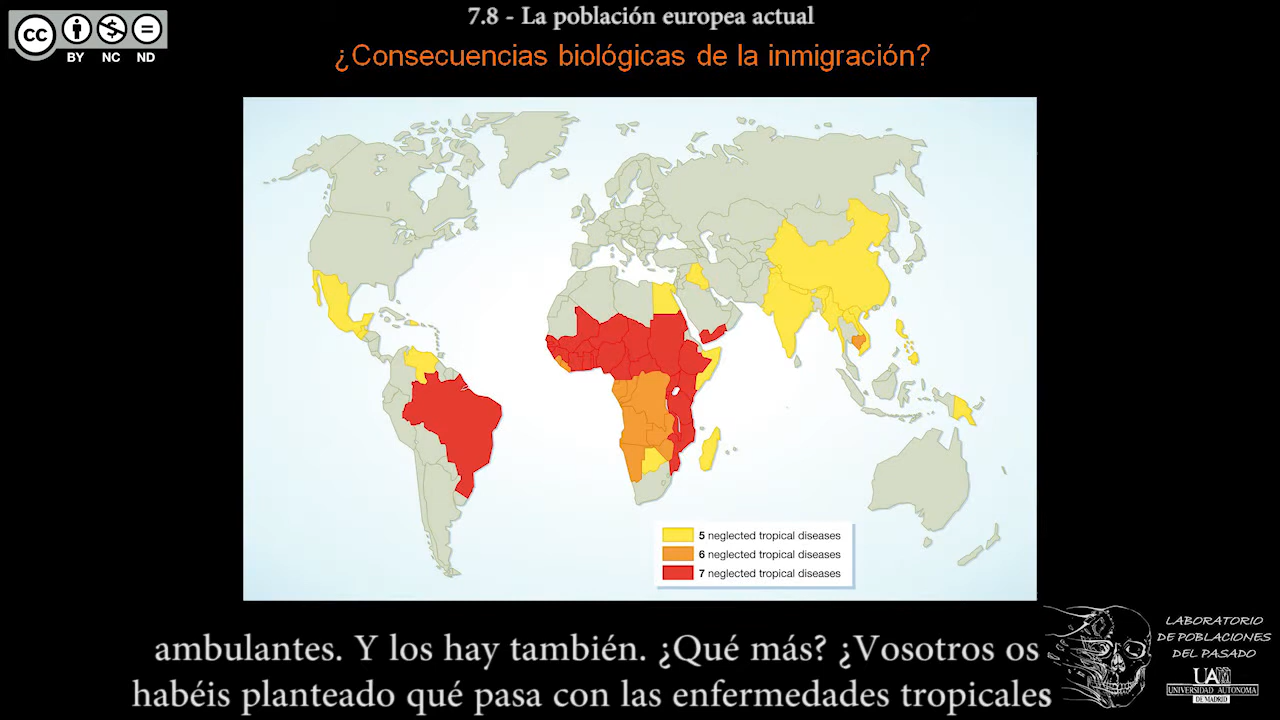 7.8 - La población europea actual
¿Consecuencias biológicas de la inmigración?
cc
BY NC ND
5 neglected tropical diseases
6 neglected tropical diseases
7 neglected tropical diseases
ambulantes. Y los hay también. ¿Qué más? ¿Vosotros os
habéis planteado qué pasa con las enfermedades tropicales
LABORATORIO
DE POBLACIONES
DEL PASADO
UAM
UNIVERSIDAD AUTONOMA
DE MADRID